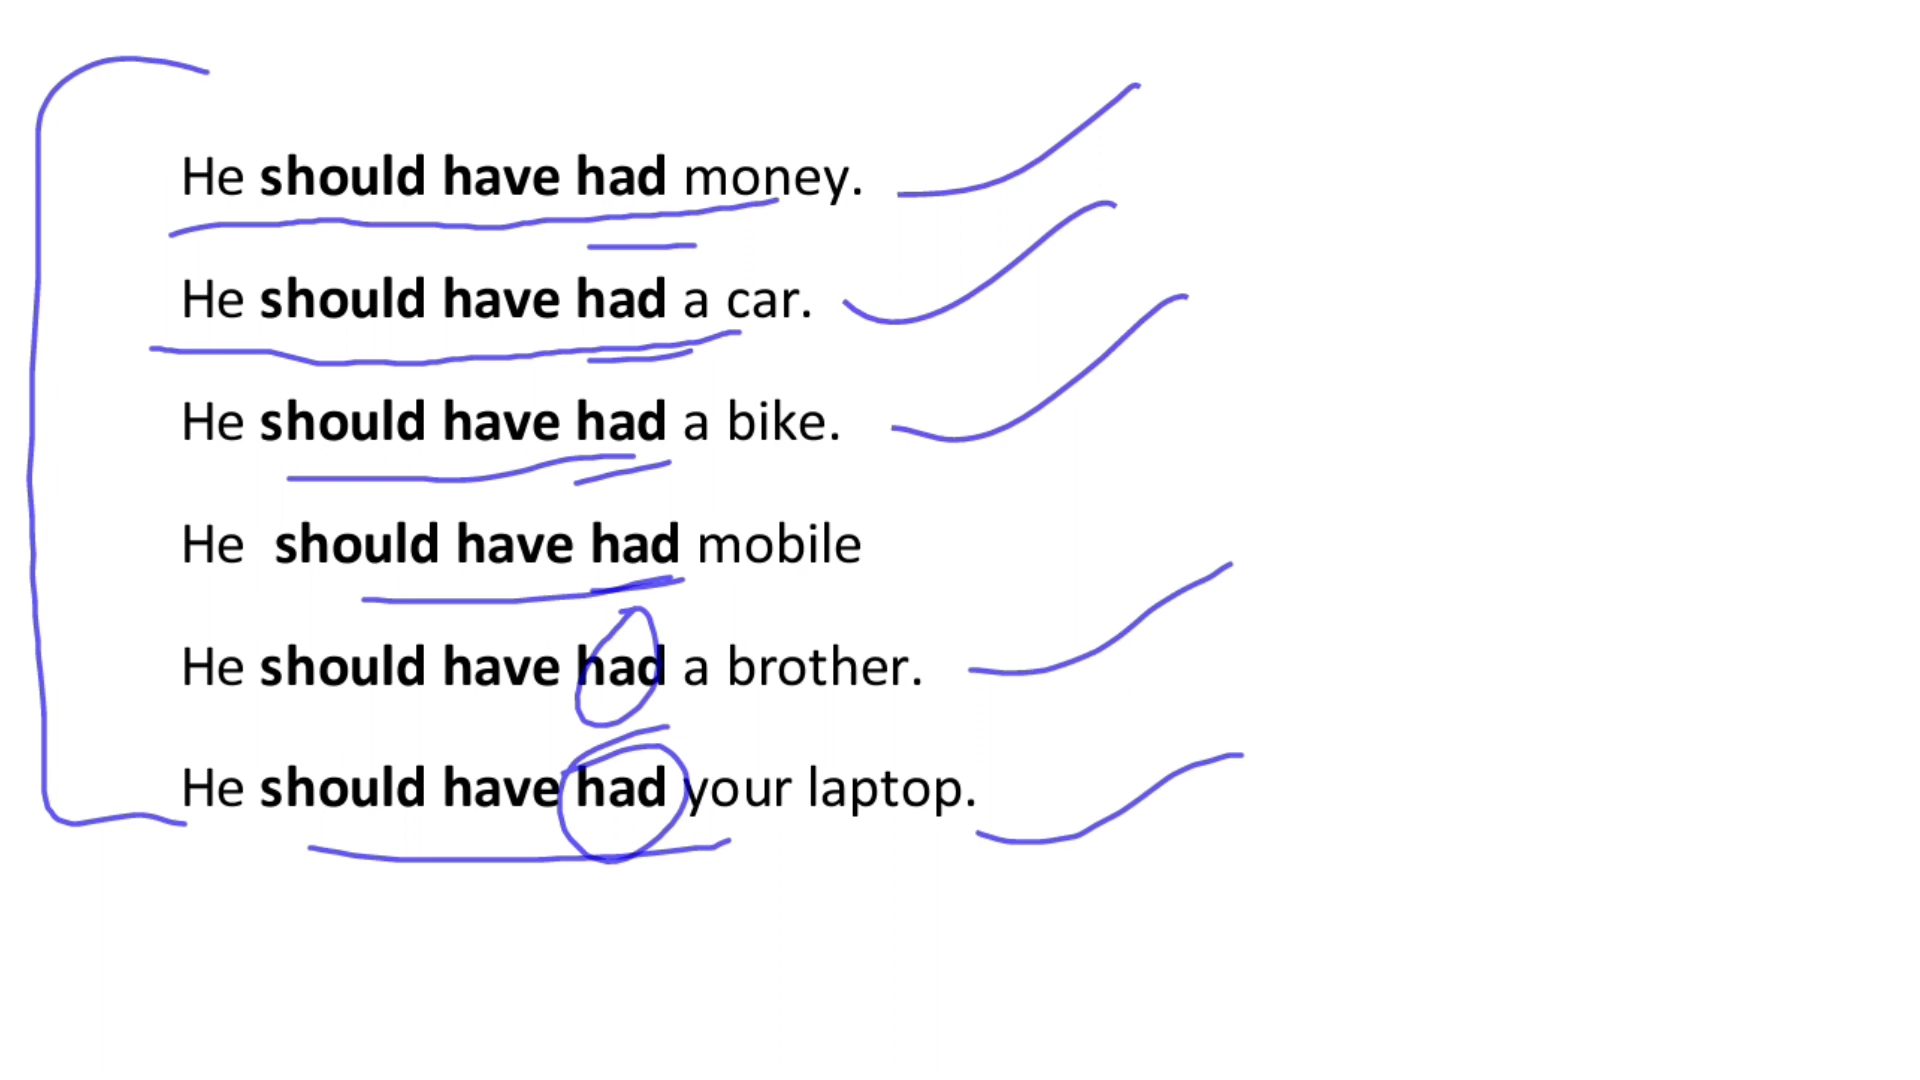 He should have had money.
He should have had a car.
He should have had a bike.
He  should have had mobile
He should have had a brother.
He should have had your laptop.